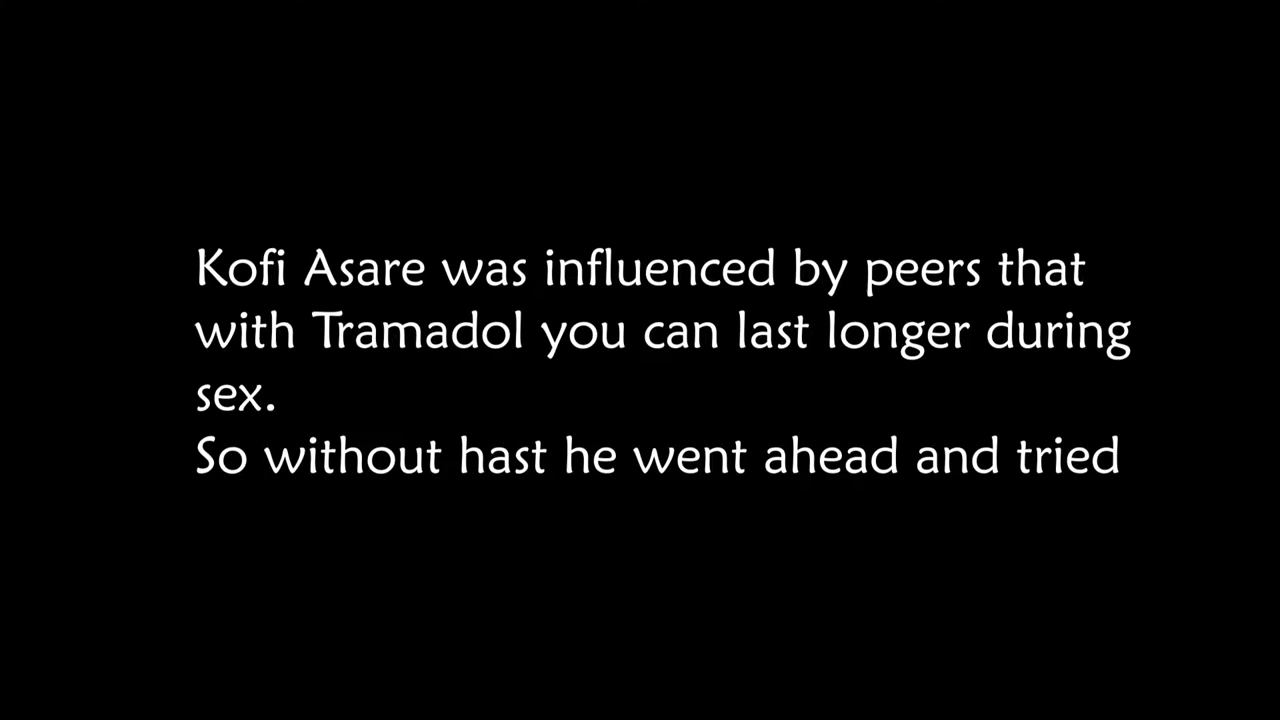 Kofi Asare was influenced by peers that
with Tramadol you can last longer during
sex.
So without hast he went ahead and tried